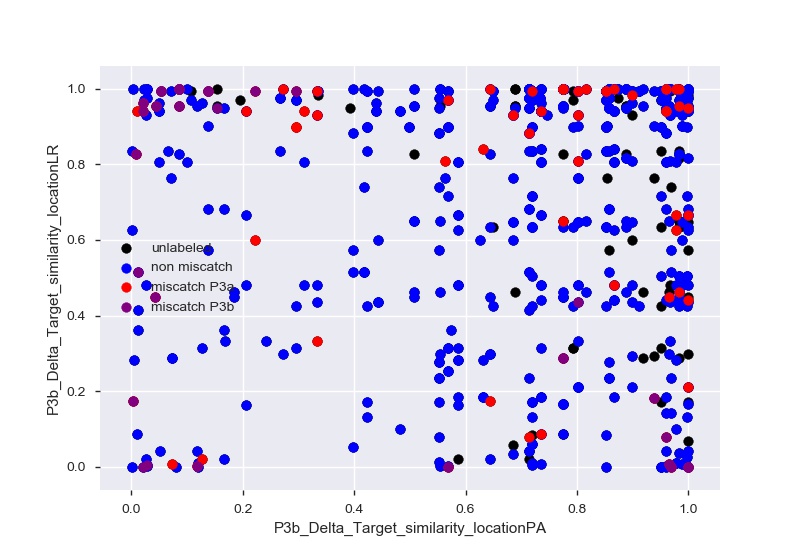 1.0
0.8
0.6
0.4
0.2
0.0
P3b_Delta_Target_similarity_locationLR
unlabeled
non miscatch
miscatch P3a
miscatch P3b
0.0 0.2 0.4 0.6 0.8 1.0
P3b_Delta_Target_similarity_locationPA